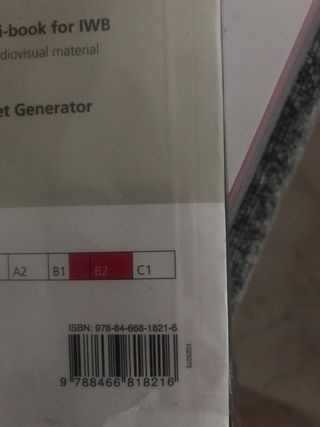 i-book for IWB
diovisual material
et Generator
A2 B1 B2 C1
ISBN: 978-84-668-1821-6
1025075
9 788466 818216